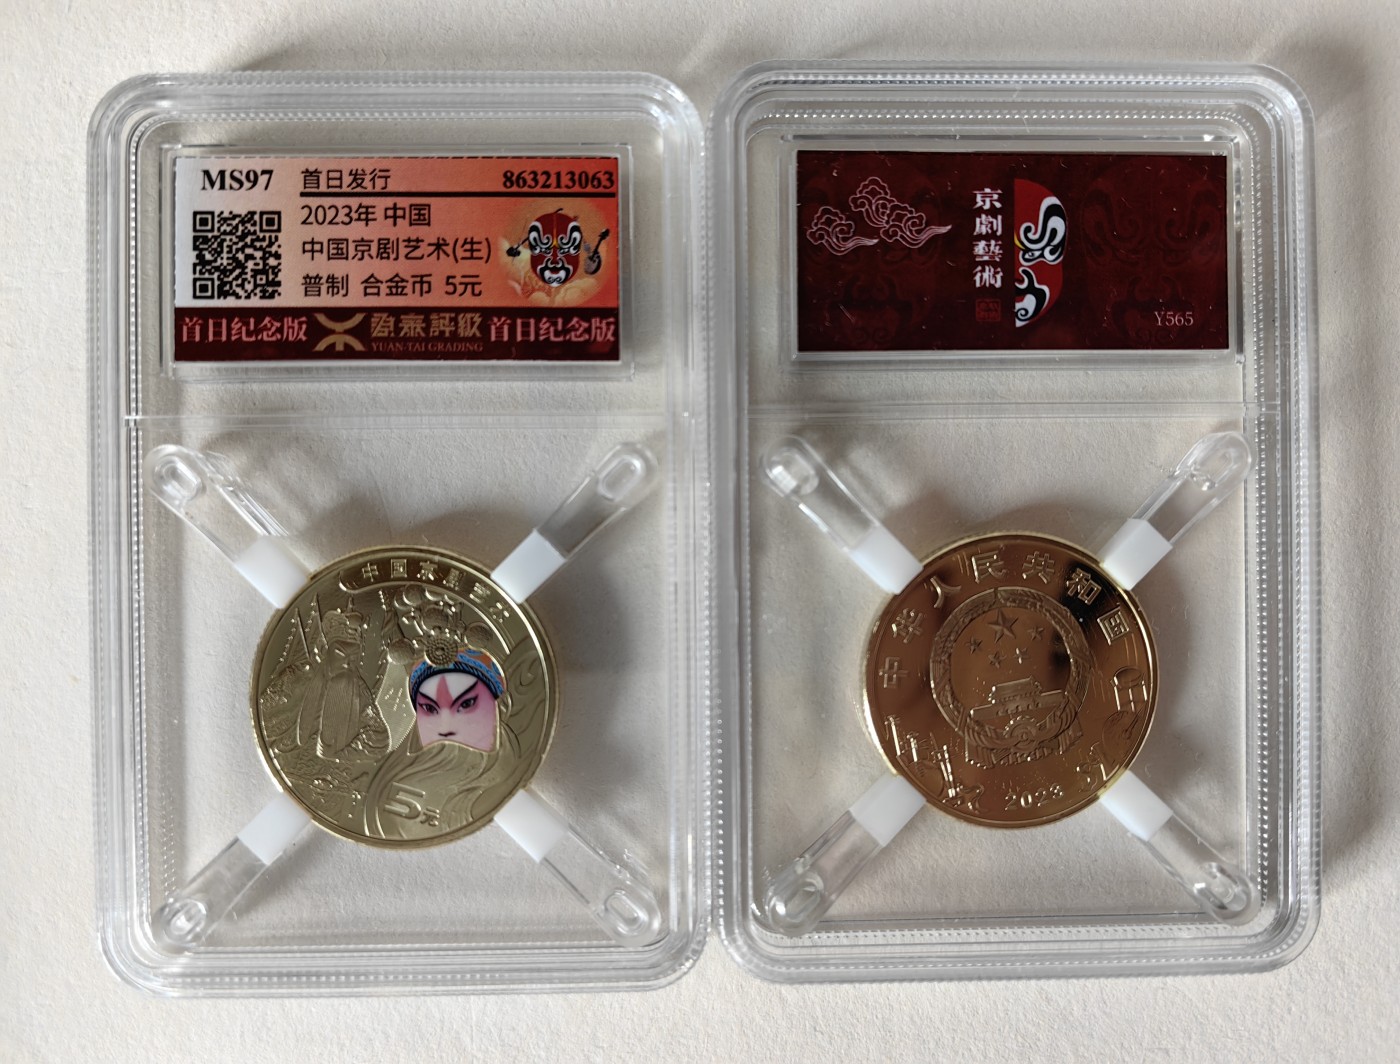 MS97 首日发行 863213063
2023年 中国
中国京剧艺术(生)
普制 合金币 5元
首日纪念版 源泰評級 首日纪念版
YUAN-TAI GRADING
京劇藝術
Y565
中国京剧艺术
5元
中华人民共和国
2023